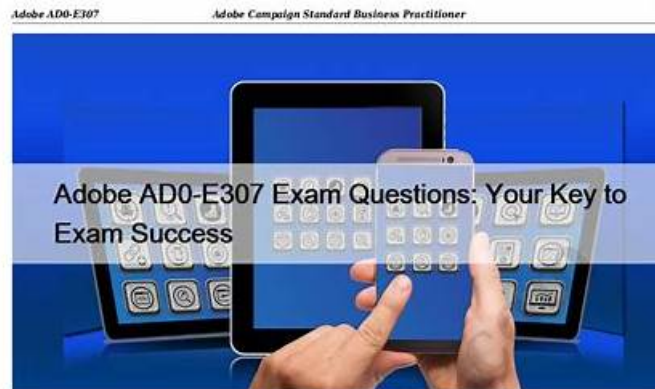 Adobe AD0-E307 Adobe Campaign Standard Business Practitioner
Adobe AD0-E307 Exam Questions: Your Key to
Exam Success